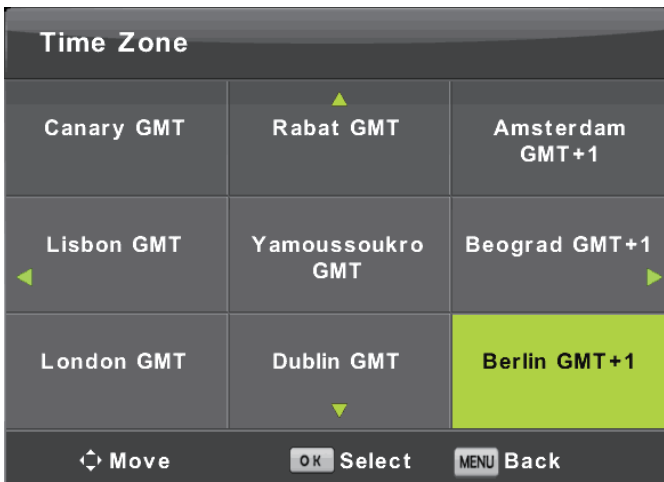 Time Zone
Canary GMT
Rabat GMT
Amsterdam
GMT+1
Lisbon GMT
Yamoussoukro
GMT
Beograd GMT+1
London GMT
Dublin GMT
Berlin GMT+1
Move
OK Select
MENU Back